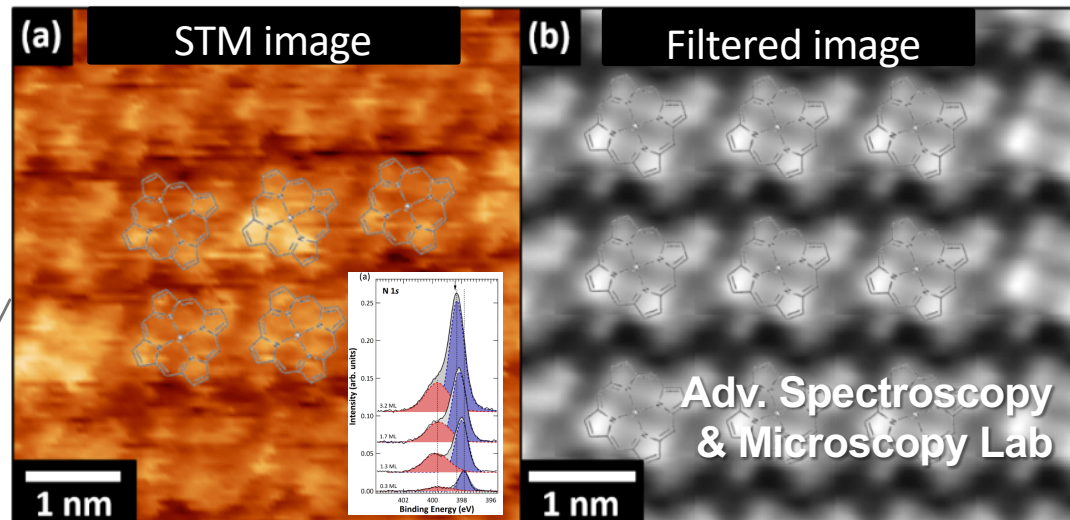 (a)
STM image
(b)
Filtered image
(a)
N 1s
0.25
0.20
0.15
0.10
0.05
0.00
Intensity (arb. units)
3.2 ML
1.7 ML
1.3 ML
0.3 ML
402
400
398
396
Binding Energy (eV)
1 nm
Adv. Spectroscopy
& Microscopy Lab
1 nm